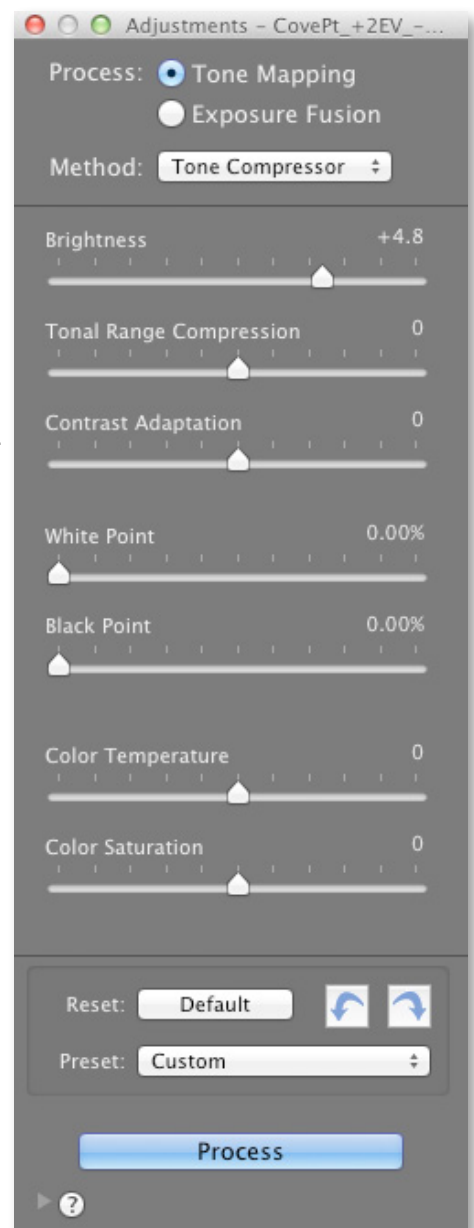 Adjustments - CovePt_+2EV_-...
Process: Tone Mapping
Exposure Fusion
Method: Tone Compressor
Brightness +4.8
Tonal Range Compression 0
Contrast Adaptation 0
White Point 0.00%
Black Point 0.00%
Color Temperature 0
Color Saturation 0
Reset: Default
Preset: Custom
Process
?